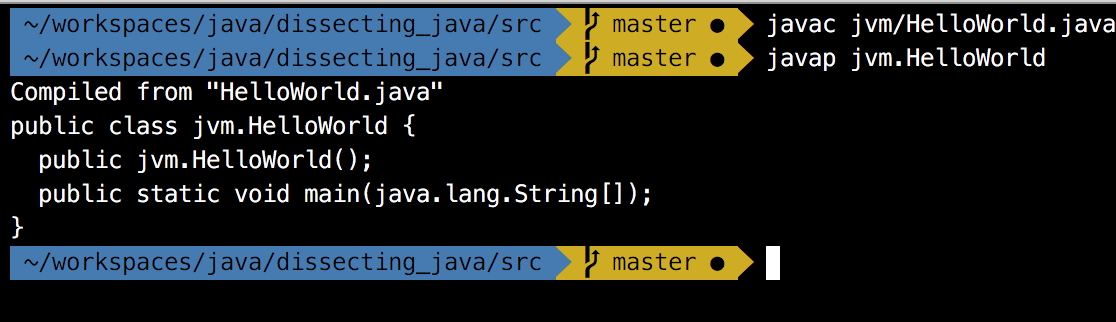 ~/workspaces/java/dissecting_java/src master ● javac jvm/HelloWorld.java
~/workspaces/java/dissecting_java/src master ● javap jvm.HelloWorld
Compiled from "HelloWorld.java"
public class jvm.HelloWorld {
  public jvm.HelloWorld();
  public static void main(java.lang.String[]);
}
~/workspaces/java/dissecting_java/src master ●